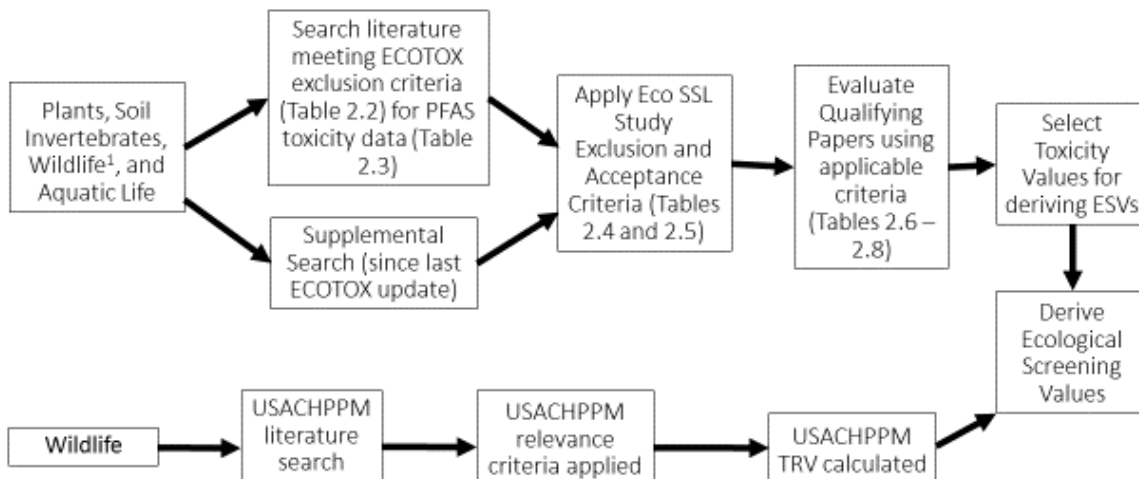 Plants, Soil
Invertebrates,
Wildlife¹, and
Aquatic Life
Search literature
meeting ECOTOX
exclusion criteria
(Table 2.2) for PFAS
toxicity data (Table
2.3)
Supplemental
Search (since last
ECOTOX update)
Apply Eco SSL
Study
Exclusion and
Acceptance
Criteria (Tables
2.4 and 2.5)
Evaluate
Qualifying
Papers using
applicable
criteria
(Tables 2.6 –
2.8)
Select
Toxicity
Values for
deriving ESVs
Derive
Ecological
Screening
Values
Wildlife
USACHPPM
literature
search
USACHPPM
relevance
criteria applied
USACHPPM
TRV calculated